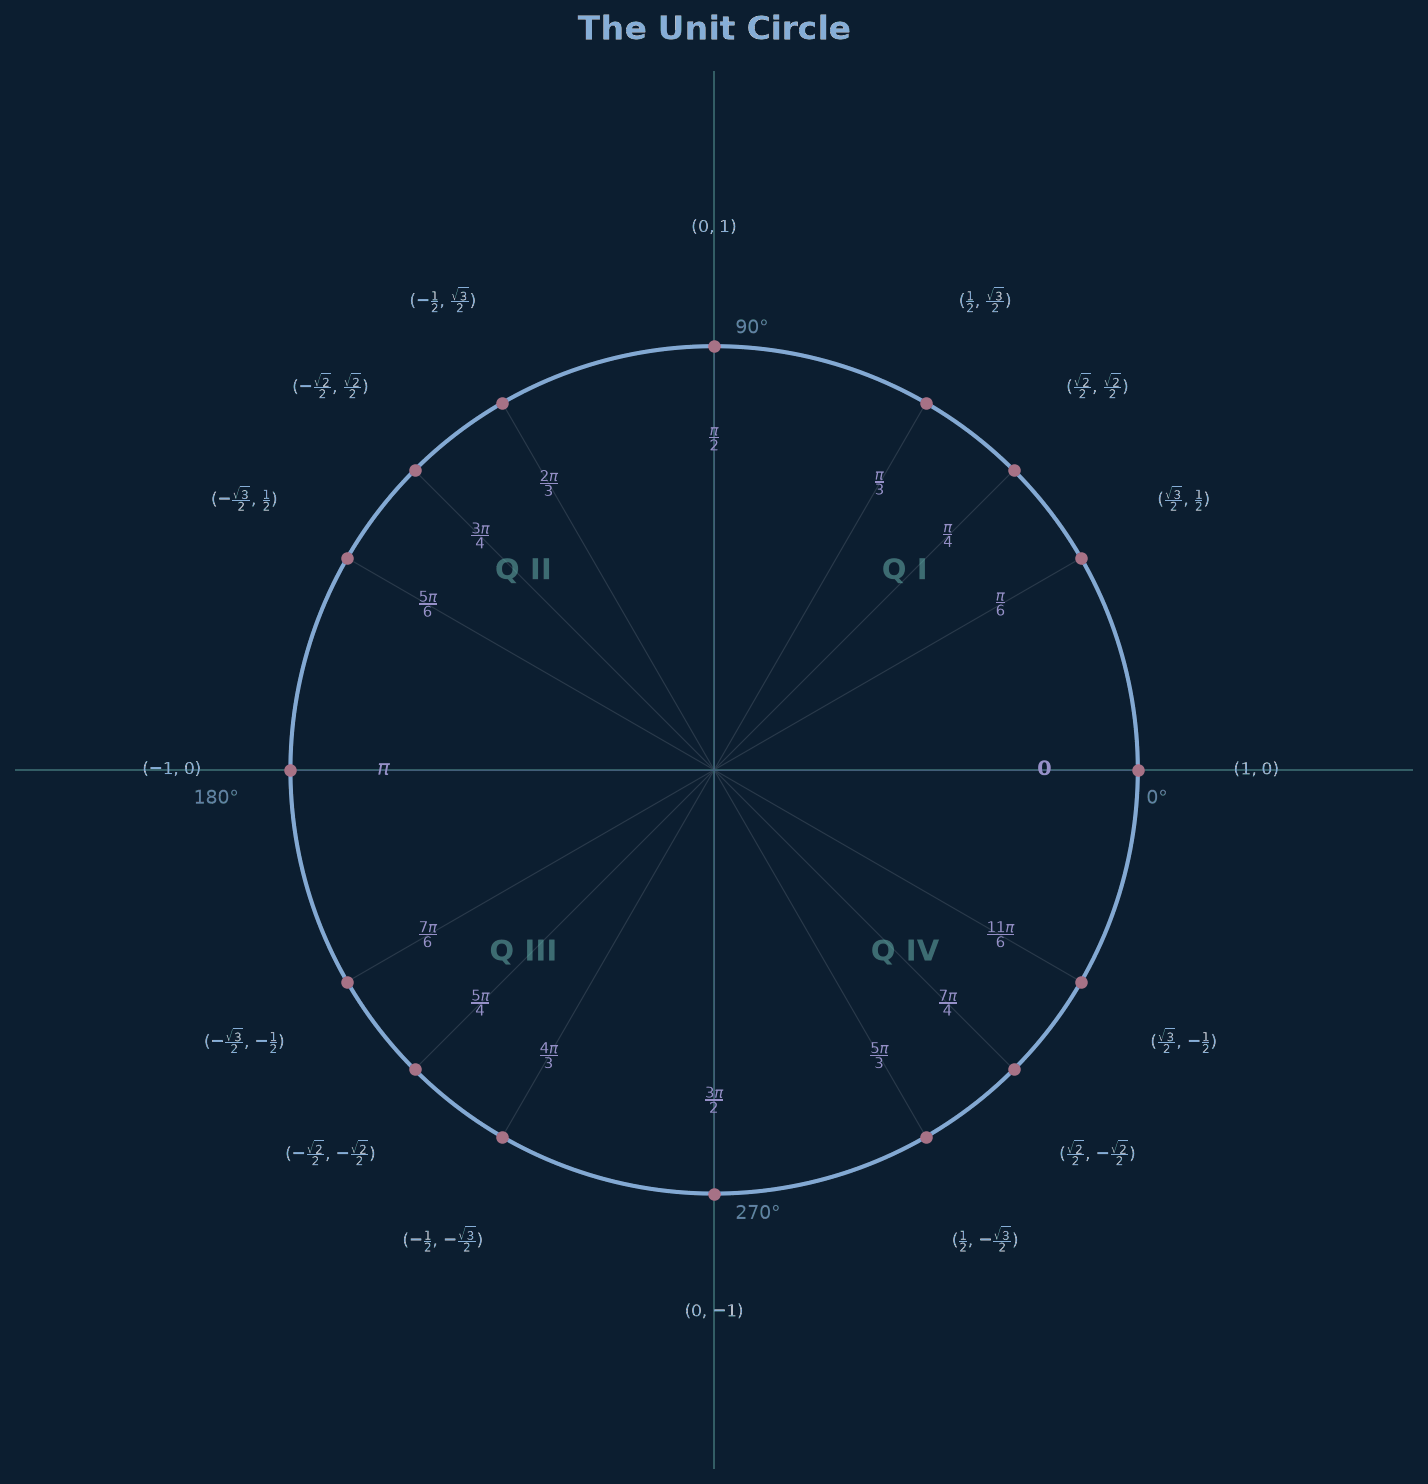 The Unit Circle
(0, 1)
(−1/2, √3/2)
(1/2, √3/2)
90°
(−√2/2, √2/2)
(√2/2, √2/2)
π/2
2π/3
π/3
(−√3/2, 1/2)
(√3/2, 1/2)
3π/4
π/4
Q II
Q I
5π/6
π/6
(−1, 0)
π
0
(1, 0)
180°
0°
7π/6
11π/6
Q III
Q IV
5π/4
7π/4
(−√3/2, −1/2)
(√3/2, −1/2)
4π/3
5π/3
3π/2
(−√2/2, −√2/2)
(√2/2, −√2/2)
270°
(−1/2, −√3/2)
(1/2, −√3/2)
(0, −1)